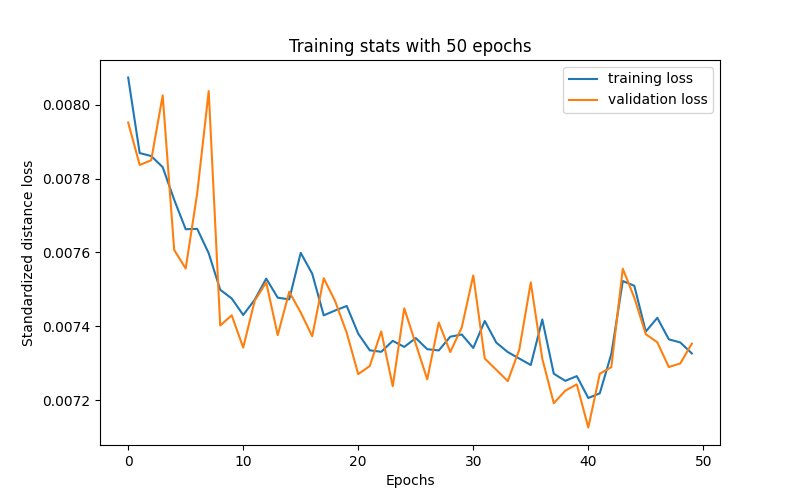 Training stats with 50 epochs
training loss
validation loss
0.0080
0.0078
0.0076
0.0074
0.0072
Standardized distance loss
0
10
20
30
40
50
Epochs